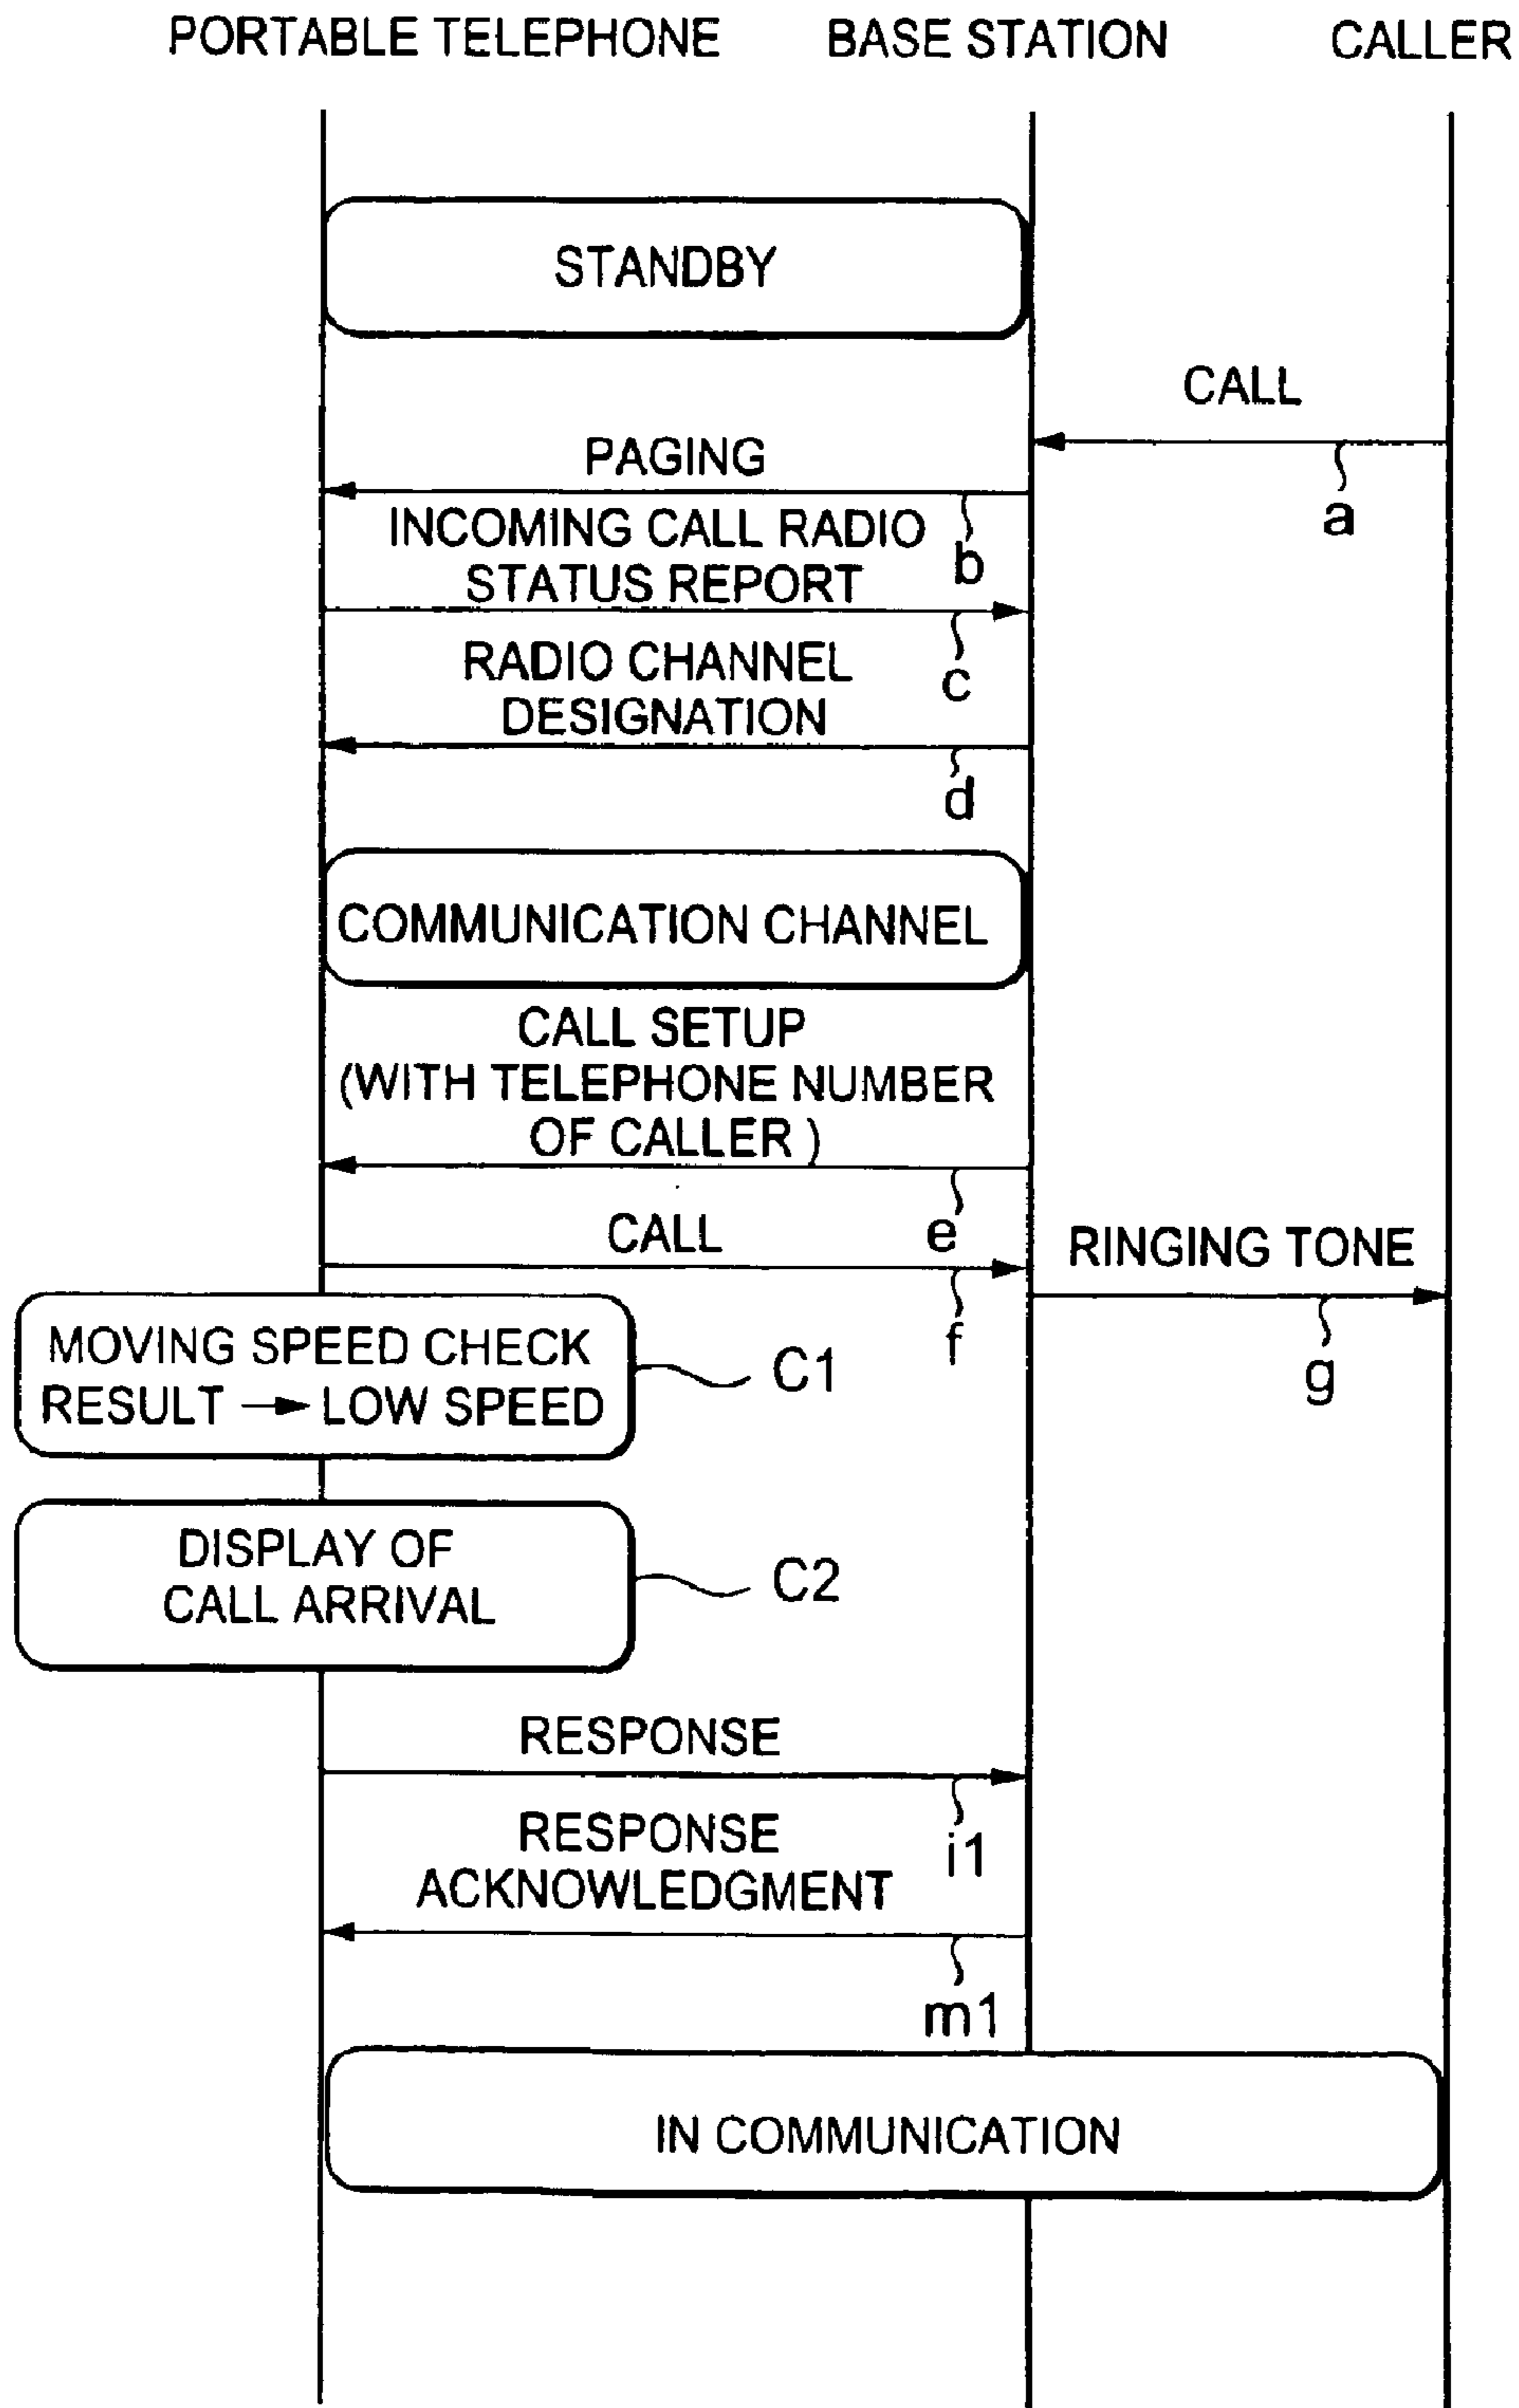 PORTABLE TELEPHONE BASE STATION CALLER
STANDBY
CALL
a
PAGING
b
INCOMING CALL RADIO
STATUS REPORT
c
RADIO CHANNEL
DESIGNATION
d
COMMUNICATION CHANNEL
CALL SETUP
(WITH TELEPHONE NUMBER
OF CALLER )
e
CALL
f
RINGING TONE
g
MOVING SPEED CHECK
RESULT → LOW SPEED
C1
DISPLAY OF
CALL ARRIVAL
C2
RESPONSE
i1
RESPONSE
ACKNOWLEDGMENT
m1
IN COMMUNICATION